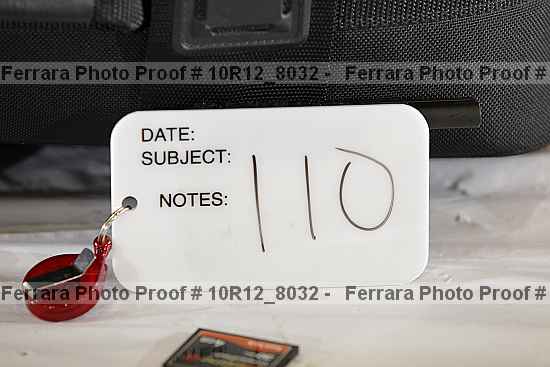 Ferrara Photo Proof # 10R12_8032 - Ferrara Photo Proof #
DATE:
SUBJECT:
NOTES:
110
Ferrara Photo Proof # 10R12_8032 - Ferrara Photo Proof #